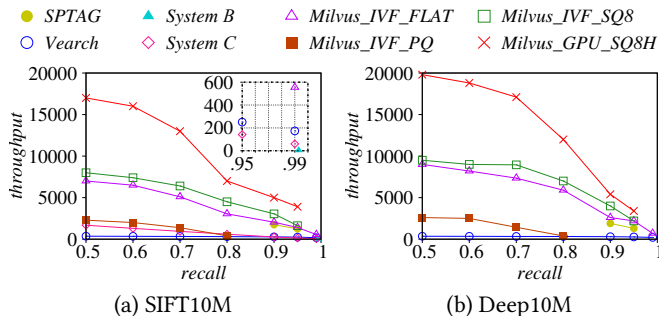 SPTAG System B Milvus_IVF_FLAT Milvus_IVF_SQ8
Vearch System C Milvus_IVF_PQ Milvus_GPU_SQ8H
20000 20000
15000 15000
10000 10000
5000 5000
0 0
throughput throughput
600
400
200
0
.95 .99
0.5 0.6 0.7 0.8 0.9 1 0.5 0.6 0.7 0.8 0.9 1
recall recall
(a) SIFT10M (b) Deep10M